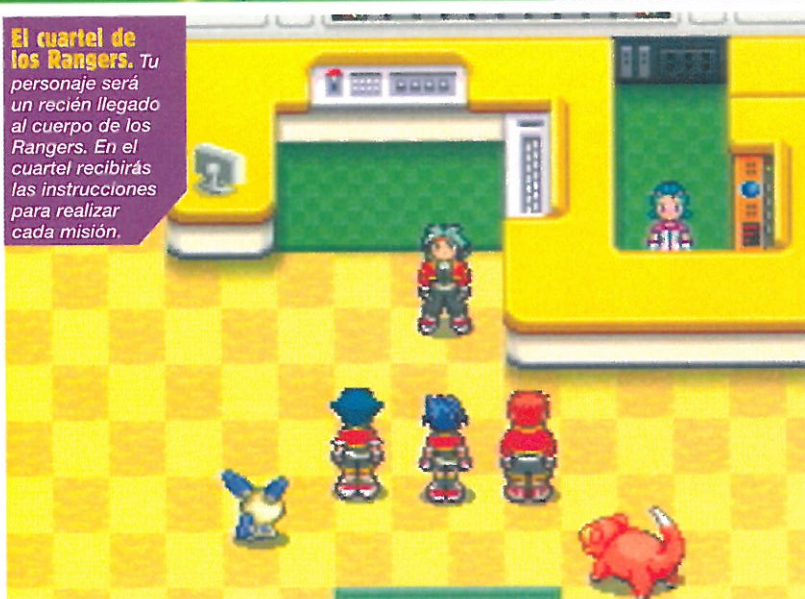 El cuartel de
los Rangers. Tu
personaje será
un recién llegado
al cuerpo de los
Rangers. En el
cuartel recibirás
las instrucciones
para realizar
cada misión.